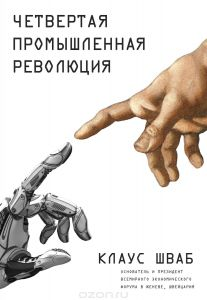 ЧЕТВЕРТАЯ
ПРОМЫШЛЕННАЯ
РЕВОЛЮЦИЯ
КЛАУС ШВАБ
ОСНОВАТЕЛЬ И ПРЕЗИДЕНТ
ВСЕМИРНОГО ЭКОНОМИЧЕСКОГО
ФОРУМА В ЖЕНЕВЕ, ШВЕЙЦАРИЯ
ozon.ru